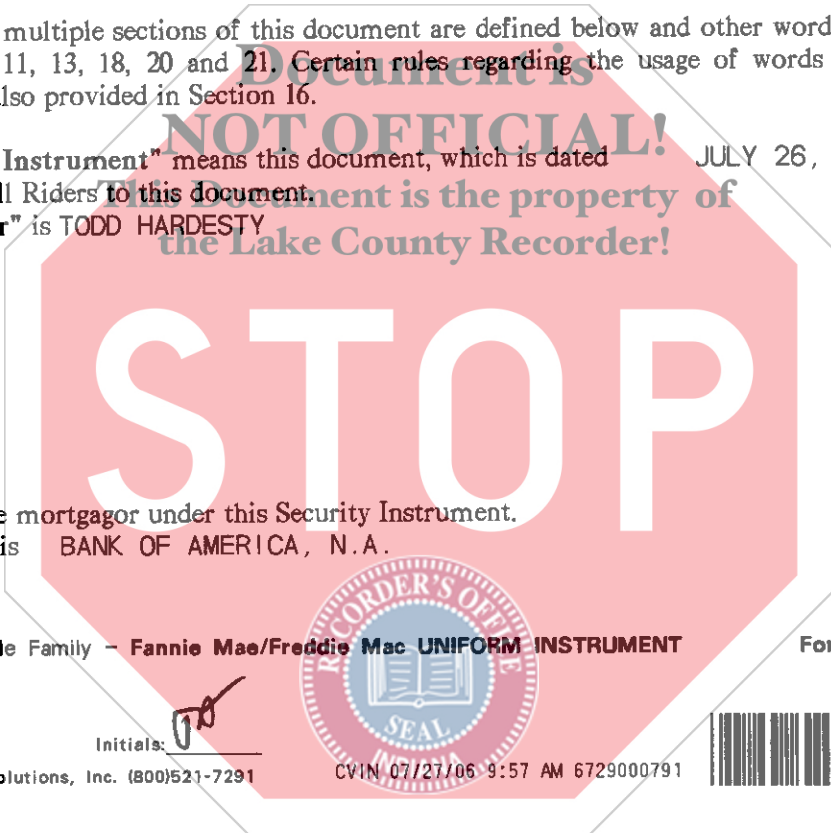 multiple sections of this document are defined below and other word
11, 13, 18, 20 and 21. Certain rules regarding the usage of words
lso provided in Section 16.
Document is
NOT OFFICIAL!
This Document is the property of
the Lake County Recorder!
Instrument" means this document, which is dated JULY 26,
ll Riders to this document.
r" is TODD HARDESTY
STOP
e mortgagor under this Security Instrument.
is BANK OF AMERICA, N.A.
RECORDER'S OFFICE
SEAL
INDIANA
le Family - Fannie Mae/Freddie Mac UNIFORM INSTRUMENT For
Initials:
olutions, Inc. (800)521-7291 CVIN 07/27/06 9:57 AM 6729000791